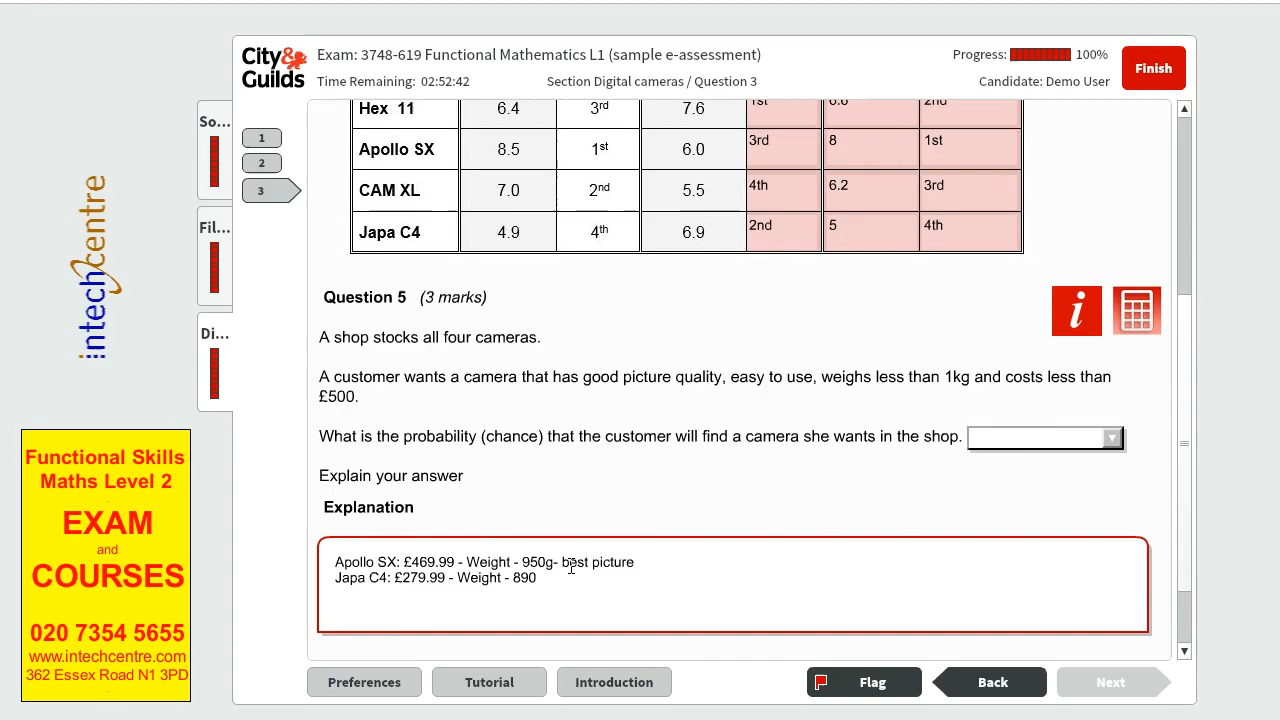 City&
Guilds
Exam: 3748-619 Functional Mathematics L1 (sample e-assessment)
Progress: 100%
Finish
Time Remaining: 02:52:42
Section Digital cameras / Question 3
Candidate: Demo User
So...
Fil...
Di...
1
2
3
Hex 11 6.4 3rd 7.6 1st 6.6 2nd
Apollo SX 8.5 1st 6.0 3rd 8 1st
CAM XL 7.0 2nd 5.5 4th 6.2 3rd
Japa C4 4.9 4th 6.9 2nd 5 4th
Question 5 (3 marks)
i
A shop stocks all four cameras.
A customer wants a camera that has good picture quality, easy to use, weighs less than 1kg and costs less than
£500.
What is the probability (chance) that the customer will find a camera she wants in the shop.
Explain your answer
Explanation
Apollo SX: £469.99 - Weight - 950g- best picture
Japa C4: £279.99 - Weight - 890
Preferences
Tutorial
Introduction
Flag
Back
Next
intechcentre
Functional Skills
Maths Level 2
EXAM
and
COURSES
020 7354 5655
www.intechcentre.com
362 Essex Road N1 3PD